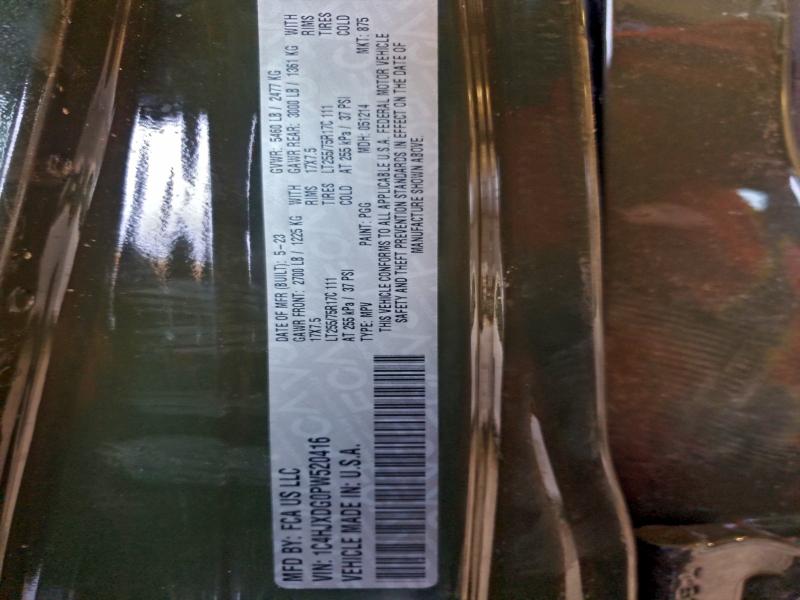 MFD BY: FCA US LLC
VIN: 1C4HJXDG0PW520416
VEHICLE MADE IN: U.S.A.
DATE OF MFR (BUILT): 5-23 GVWR: 5460 LB / 2477 KG
GAWR FRONT: 2700 LB / 1225 KG WITH GAWR REAR: 3000 LB / 1361 KG WITH
17X7.5 RIMS 17X7.5 RIMS
LT255/75R17C 111 TIRES LT255/75R17C 111 TIRES
AT 255 kPa / 37 PSI COLD AT 255 kPa / 37 PSI COLD
TYPE: MPV PAINT: PGG MDH: 051214 MKT: 875
THIS VEHICLE CONFORMS TO ALL APPLICABLE U.S.A. FEDERAL MOTOR VEHICLE
SAFETY AND THEFT PREVENTION STANDARDS IN EFFECT ON THE DATE OF
MANUFACTURE SHOWN ABOVE.